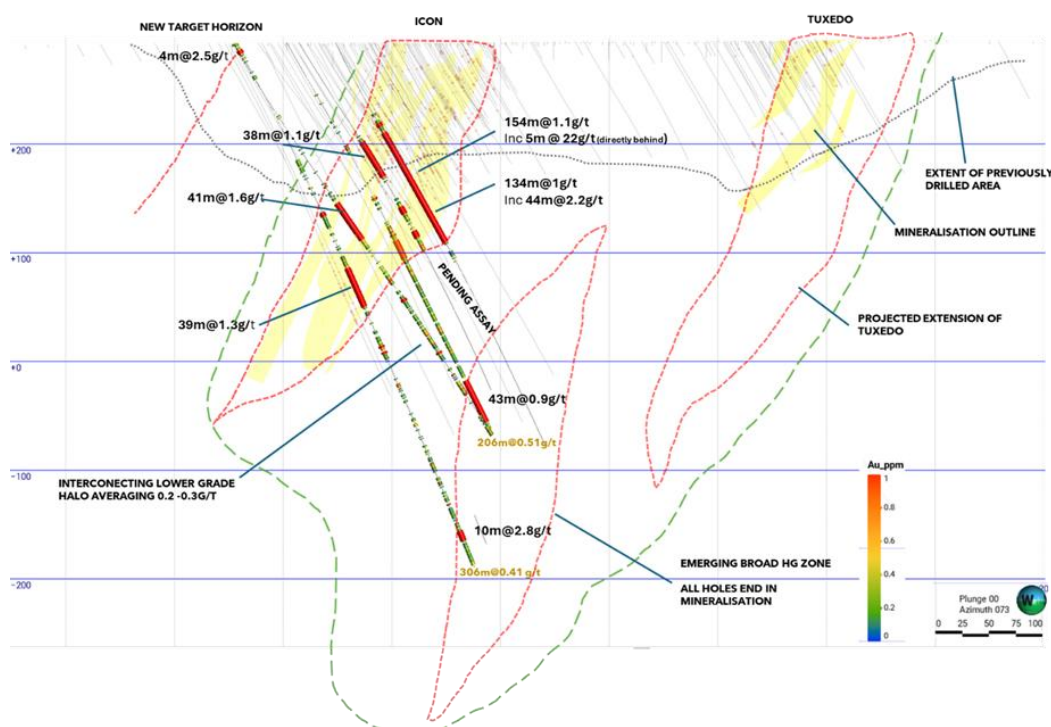 NEW TARGET HORIZON
ICON
TUXEDO
4m@2.5g/t
38m@1.1g/t
154m@1.1g/t
Inc 5m @ 22g/t (directly behind)
+200
41m@1.6g/t
134m@1g/t
Inc 44m@2.2g/t
EXTENT OF PREVIOUSLY
DRILLED AREA
MINERALISATION OUTLINE
+100
PENDING ASSAY
39m@1.3g/t
PROJECTED EXTENSION OF
TUXEDO
+0
43m@0.9g/t
206m@0.51g/t
-100
INTERCONECTING LOWER GRADE
HALO AVERAGING 0.2 -0.3G/T
Au_ppm
1
0.8
0.6
0.4
0.2
0
10m@2.8g/t
306m@0.41 g/t
-200
EMERGING BROAD HG ZONE
ALL HOLES END IN
MINERALISATION
Plunge 00
Azimuth 073
W
0 25 50 75 100